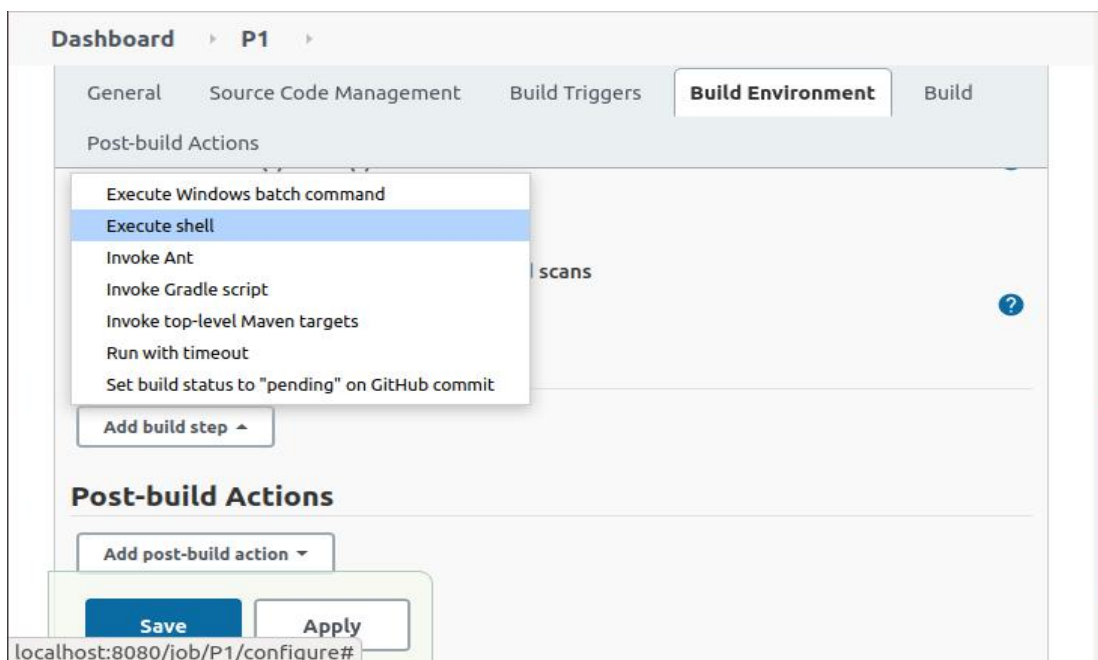 Dashboard P1
General Source Code Management Build Triggers Build Environment Build
Post-build Actions
Execute Windows batch command
Execute shell
Invoke Ant
scans
Invoke Gradle script
?
Invoke top-level Maven targets
Run with timeout
Set build status to "pending" on GitHub commit
Add build step
Post-build Actions
Add post-build action
Save Apply
localhost:8080/job/P1/configure#